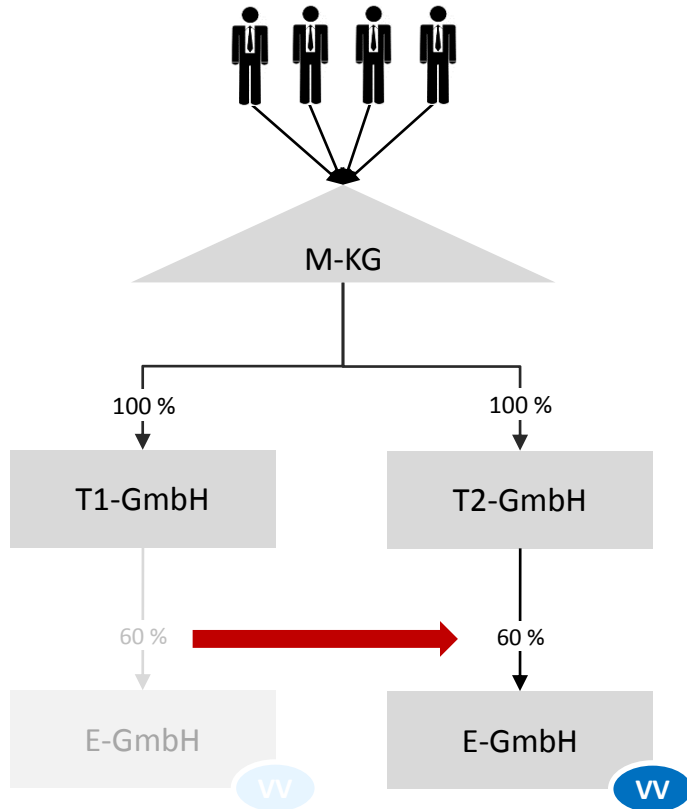 M-KG
100 %
100 %
T1-GmbH
T2-GmbH
60 %
60 %
E-GmbH
E-GmbH
VV
VV